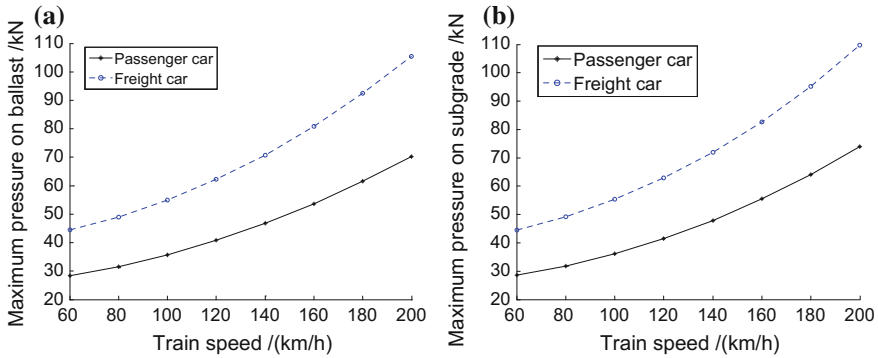 (a)
Maximum pressure on ballast /kN
110
100
90
80
70
60
50
40
30
20
Passenger car
Freight car
60 80 100 120 140 160 180 200
Train speed /(km/h)
(b)
Maximum pressure on subgrade /kN
110
100
90
80
70
60
50
40
30
20
Passenger car
Freight car
60 80 100 120 140 160 180 200
Train speed /(km/h)